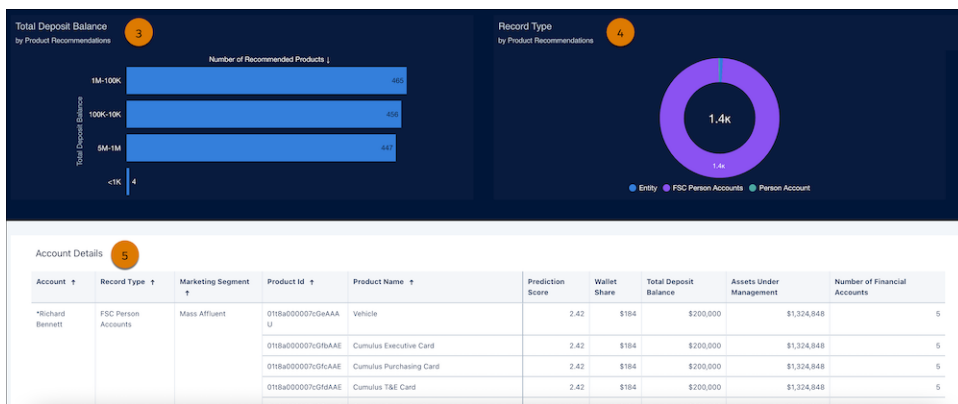 Total Deposit Balance
by Product Recommendations
3
Number of Recommended Products ↓
Total Deposit Balance
1M-100K 465
100K-10K 456
5M-1M 447
<1K 4
Record Type
by Product Recommendations
4
1.4K
1.4K
Entity FSC Person Accounts Person Account
Account Details 5
Account ↑ Record Type ↑ Marketing Segment ↑ Product Id ↑ Product Name ↑ Prediction Score Wallet Share Total Deposit Balance Assets Under Management Number of Financial Accounts
*Richard Bennett FSC Person Accounts Mass Affluent 01t8a000007cGeAAAU Vehicle 2.42 $184 $200,000 $1,324,848 5
01t8a000007cGfbAAE Cumulus Executive Card 2.42 $184 $200,000 $1,324,848 5
01t8a000007cGfcAAE Cumulus Purchasing Card 2.42 $184 $200,000 $1,324,848 5
01t8a000007cGfdAAE Cumulus T&E Card 2.42 $184 $200,000 $1,324,848 5